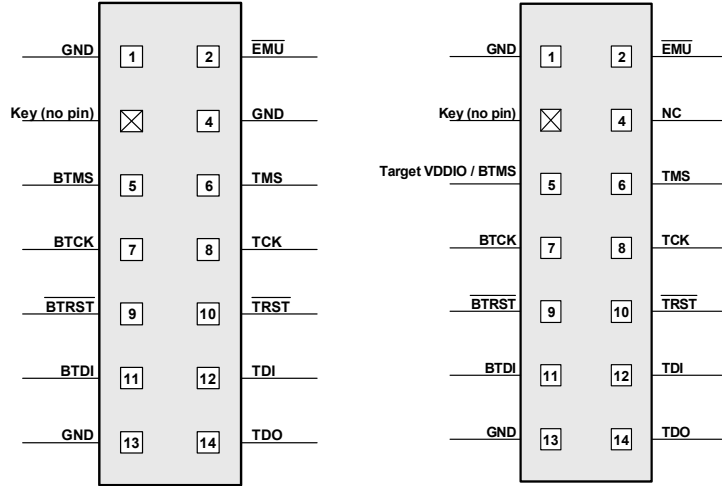 GND 1 2 EMU
Key (no pin) 4 GND
BTMS 5 6 TMS
BTCK 7 8 TCK
BTRST 9 10 TRST
BTDI 11 12 TDI
GND 13 14 TDO
GND 1 2 EMU
Key (no pin) 4 NC
Target VDDIO / BTMS 5 6 TMS
BTCK 7 8 TCK
BTRST 9 10 TRST
BTDI 11 12 TDI
GND 13 14 TDO